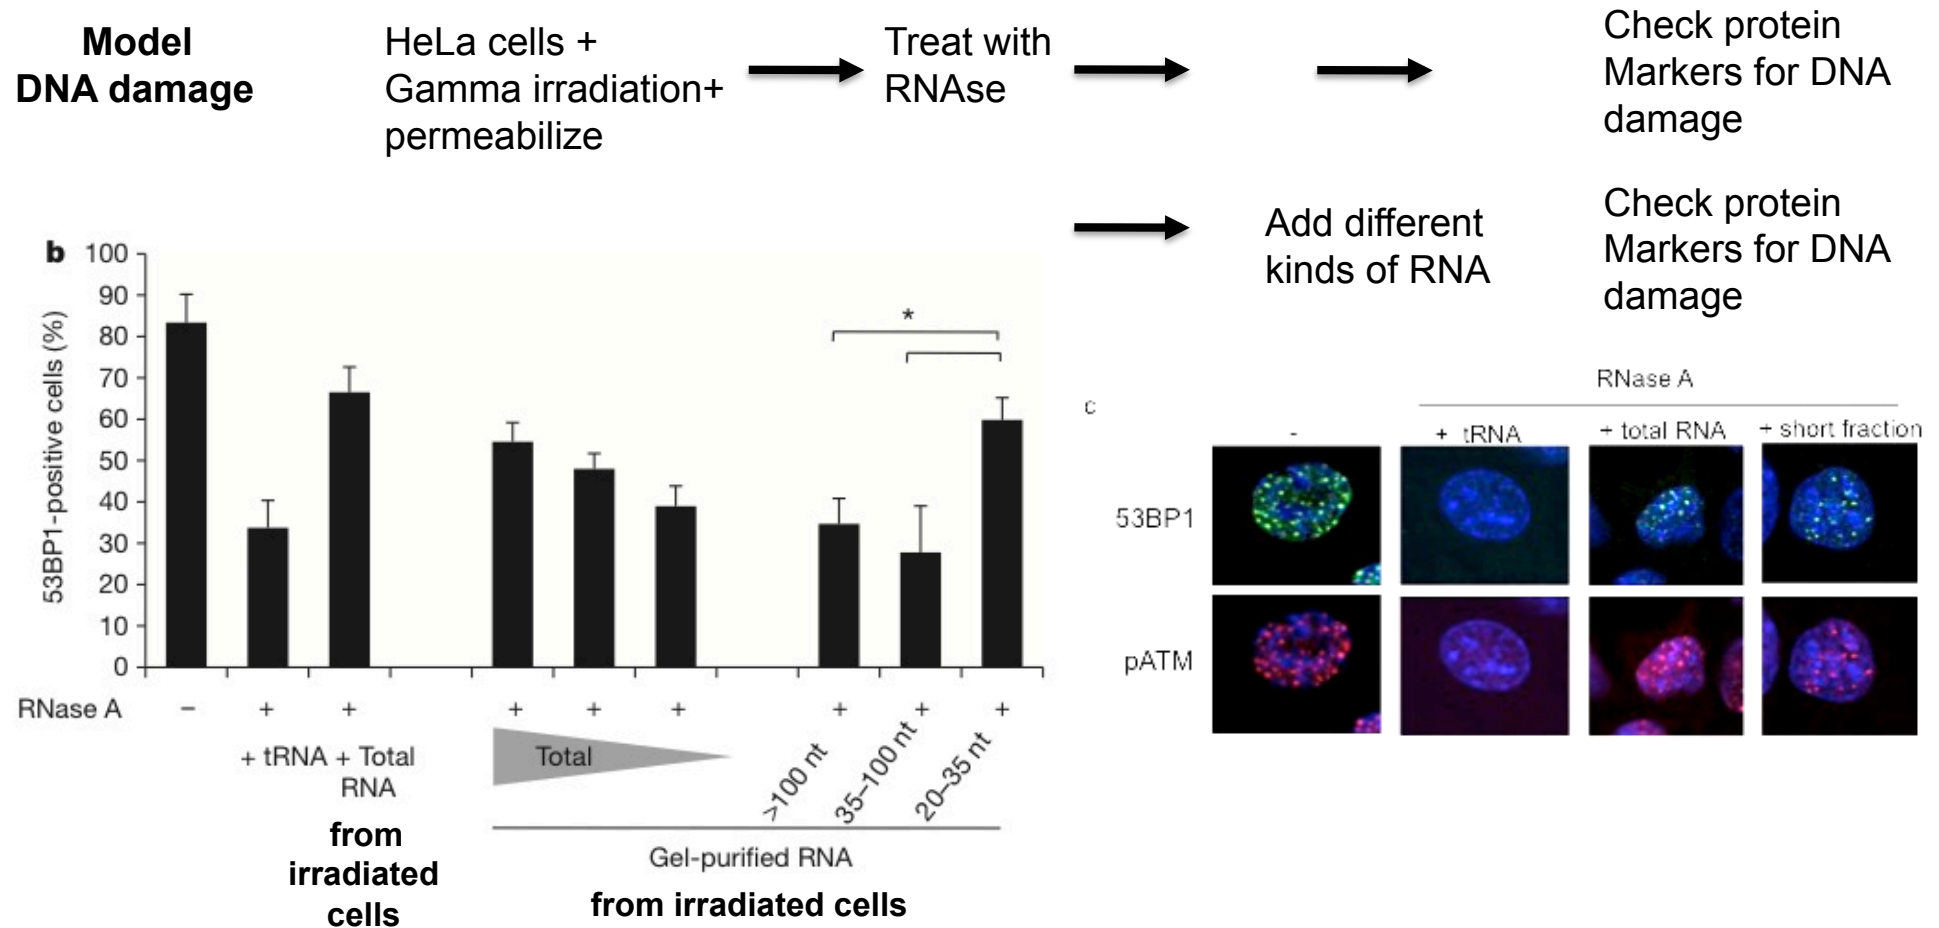 Model
DNA damage
HeLa cells +
Gamma irradiation+
permeabilize
Treat with
RNAse
Check protein
Markers for DNA
damage
Add different
kinds of RNA
Check protein
Markers for DNA
damage
b
53BP1-positive cells (%)
100
90
80
70
60
50
40
30
20
10
0
*
RNase A – + + + + + + + +
+ tRNA + Total
RNA
from
irradiated
cells
Total
>100 nt
35–100 nt
20–35 nt
Gel-purified RNA
from irradiated cells
c
RNase A
- + tRNA + total RNA + short fraction
53BP1
pATM